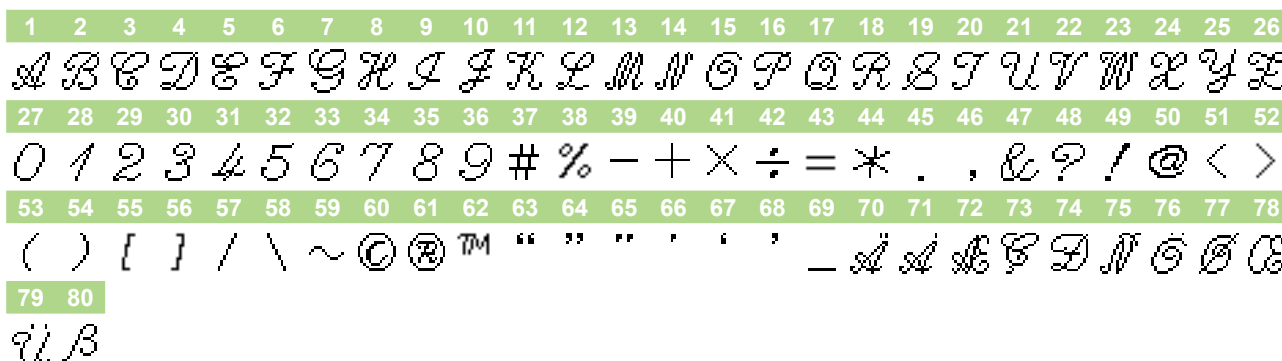 1 2 3 4 5 6 7 8 9 10 11 12 13 14 15 16 17 18 19 20 21 22 23 24 25 26
A B C D E F G H I J K L M N O P Q R S T U V W X Y Z
27 28 29 30 31 32 33 34 35 36 37 38 39 40 41 42 43 44 45 46 47 48 49 50 51 52
0 1 2 3 4 5 6 7 8 9 # % − + × ÷ = * . , & ? ! @ < >
53 54 55 56 57 58 59 60 61 62 63 64 65 66 67 68 69 70 71 72 73 74 75 76 77 78
( ) [ ] / \ ~ © ® ™ “ ” " ' ‘ ’ _ Ä Å Æ Ç Ð Ñ Ö Ø Œ
79 80
Ü ß